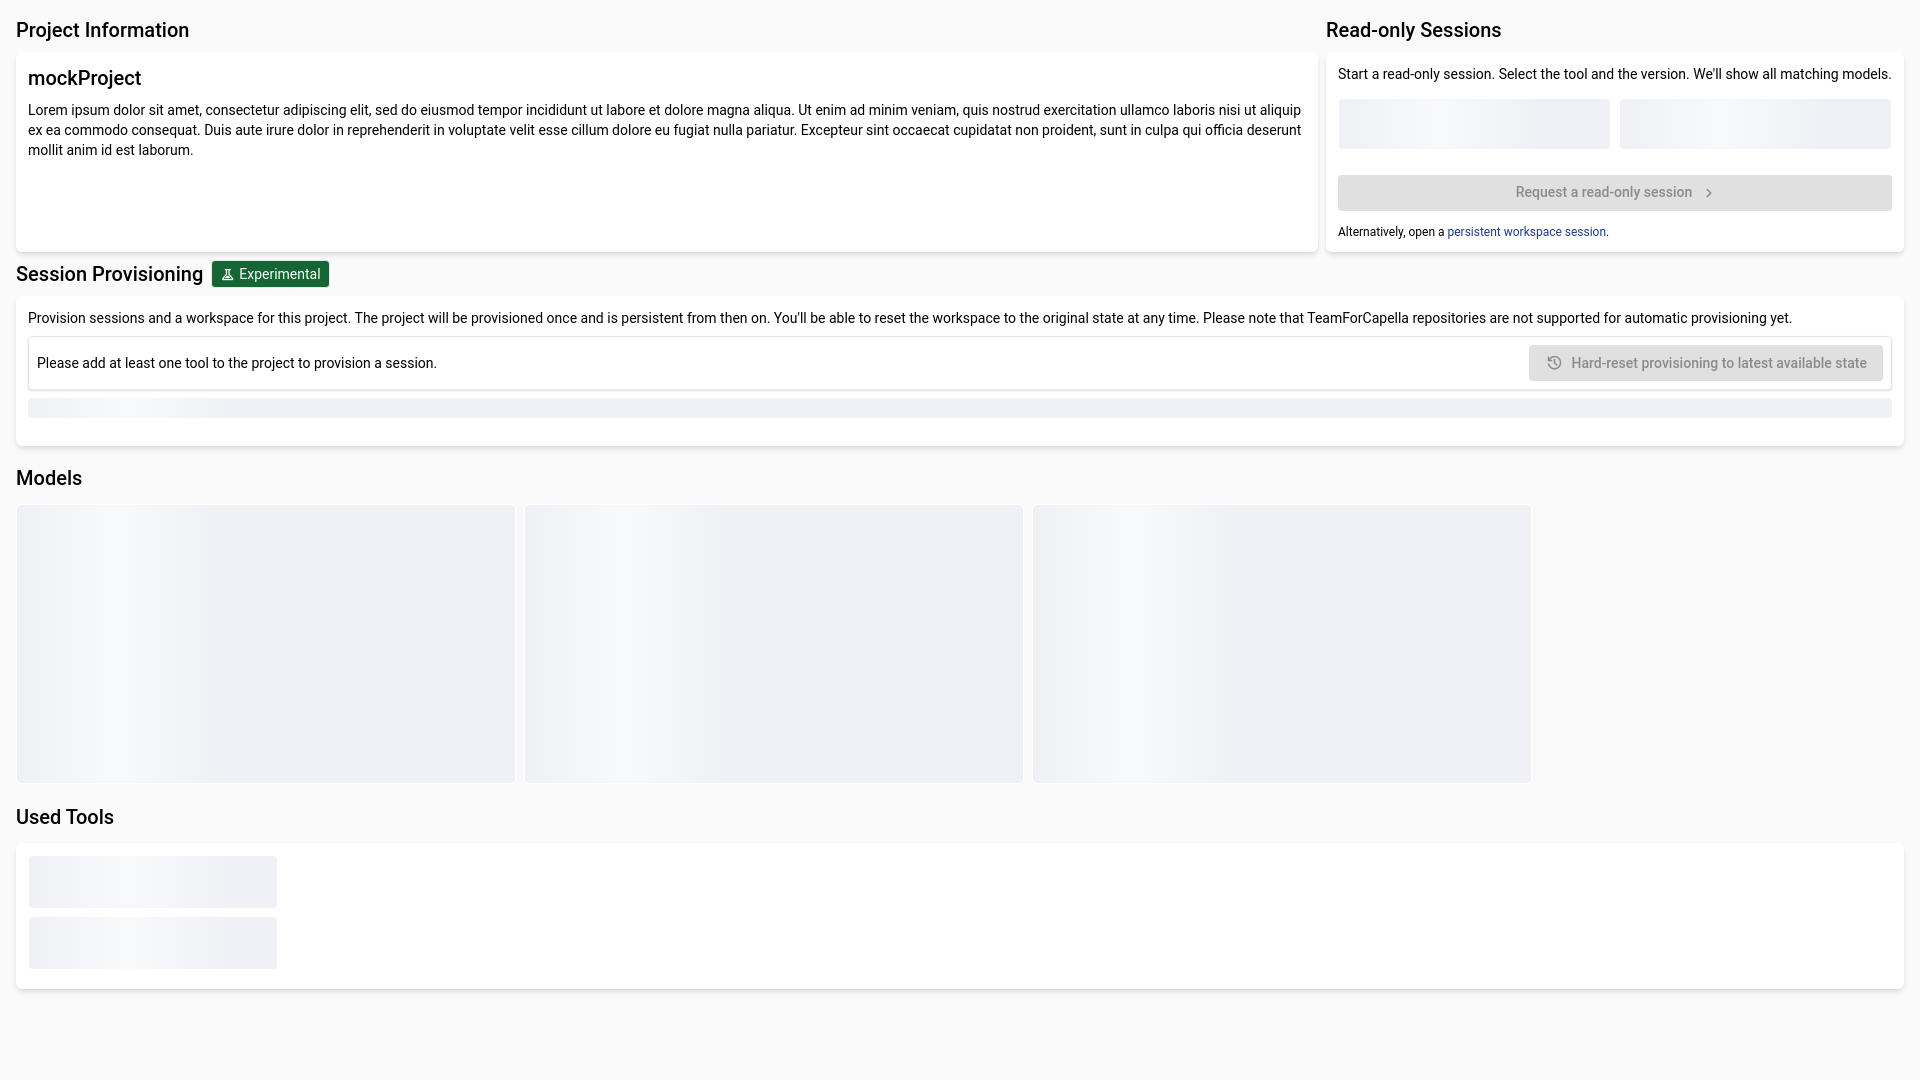 Project Information
mockProject
Lorem ipsum dolor sit amet, consectetur adipiscing elit, sed do eiusmod tempor incididunt ut labore et dolore magna aliqua. Ut enim ad minim veniam, quis nostrud exercitation ullamco laboris nisi ut aliquip
ex ea commodo consequat. Duis aute irure dolor in reprehenderit in voluptate velit esse cillum dolore eu fugiat nulla pariatur. Excepteur sint occaecat cupidatat non proident, sunt in culpa qui officia deserunt
mollit anim id est laborum.
Read-only Sessions
Start a read-only session. Select the tool and the version. We'll show all matching models.
Request a read-only session
Alternatively, open a persistent workspace session.
Session Provisioning
Experimental
Provision sessions and a workspace for this project. The project will be provisioned once and is persistent from then on. You'll be able to reset the workspace to the original state at any time. Please note that TeamForCapella repositories are not supported for automatic provisioning yet.
Please add at least one tool to the project to provision a session.
Hard-reset provisioning to latest available state
Models
Used Tools